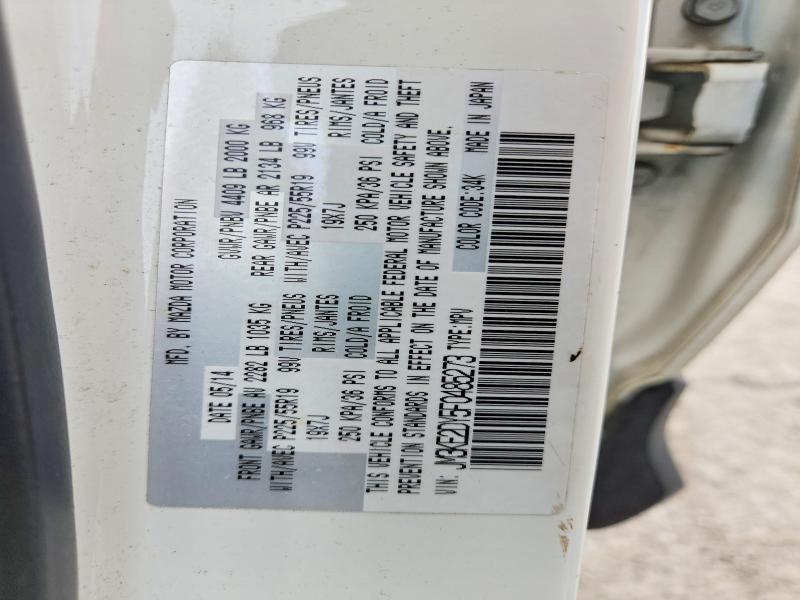 MFD. BY MAZDA MOTOR CORPORATION
DATE 05/14 GVWR/PNBV 4409 LB 2000 KG
FRONT GAWR/PNBE AV 2282 LB 1035 KG REAR GAWR/PNBE AR 2134 LB 968 KG
WITH/AVEC P225/55R19 99V TIRES/PNEUS WITH/AVEC P225/55R19 99V TIRES/PNEUS
19X7J RIMS/JANTES 19X7J RIMS/JANTES
250 KPA/36 PSI COLD/A FROID 250 KPA/36 PSI COLD/A FROID
THIS VEHICLE CONFORMS TO ALL APPLICABLE FEDERAL MOTOR VEHICLE SAFETY AND THEFT
PREVENTION STANDARDS IN EFFECT ON THE DATE OF MANUFACTURE SHOWN ABOVE.
VIN: JM3KE2DY5F0485273 TYPE:MPV COLOR CODE:34K MADE IN JAPAN